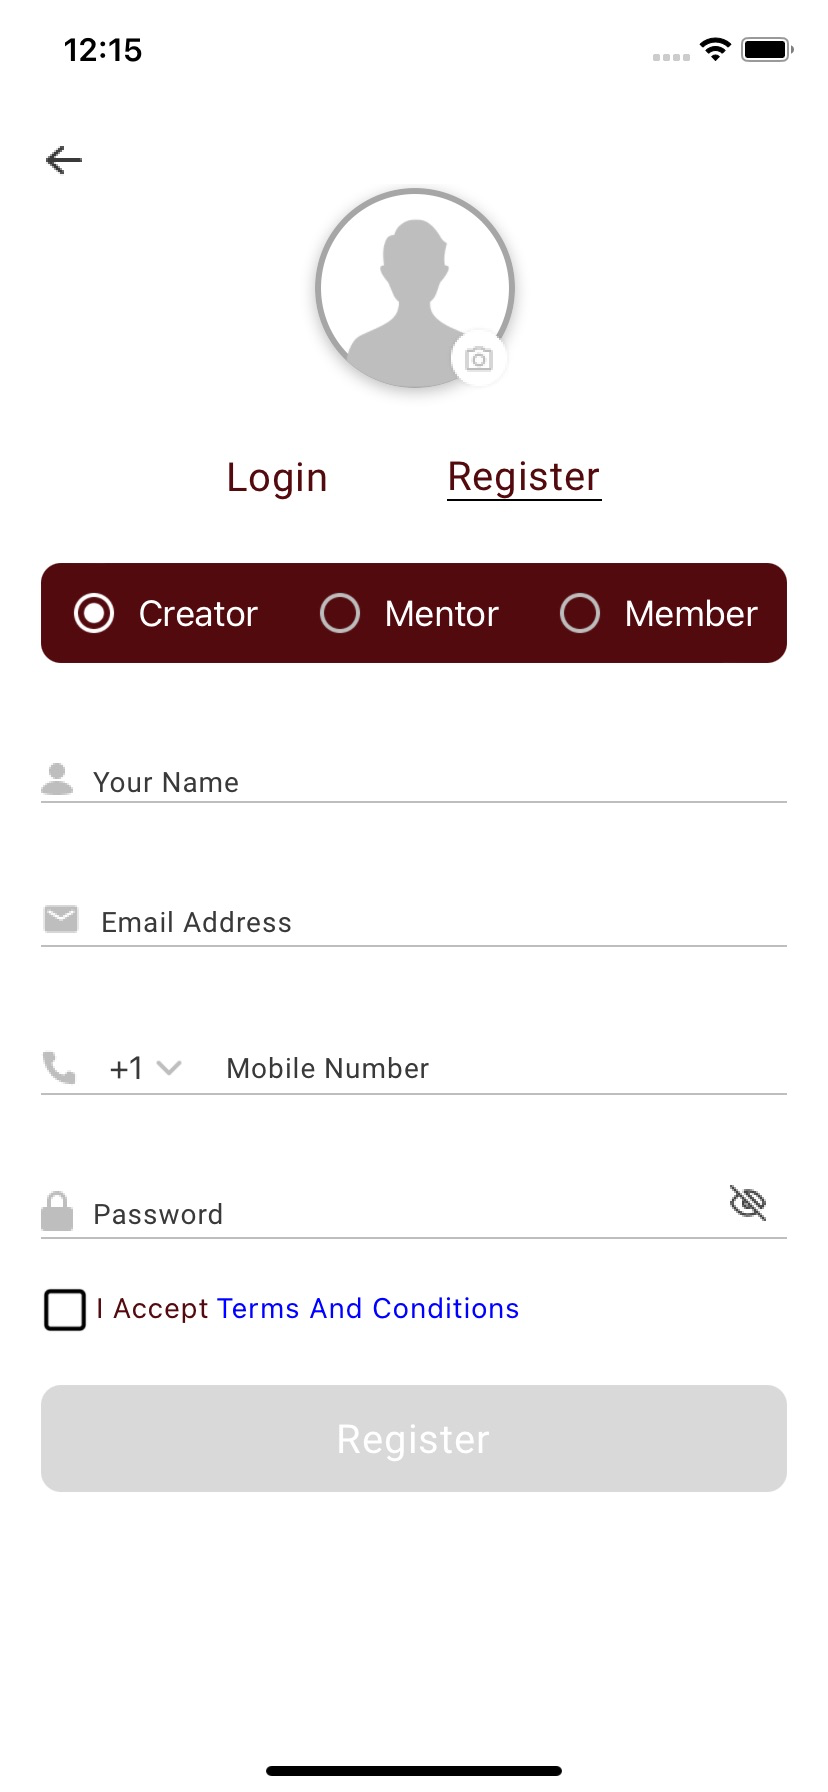 12:15
Login Register
Creator Mentor Member
Your Name
Email Address
+1 Mobile Number
Password
I Accept Terms And Conditions
Register